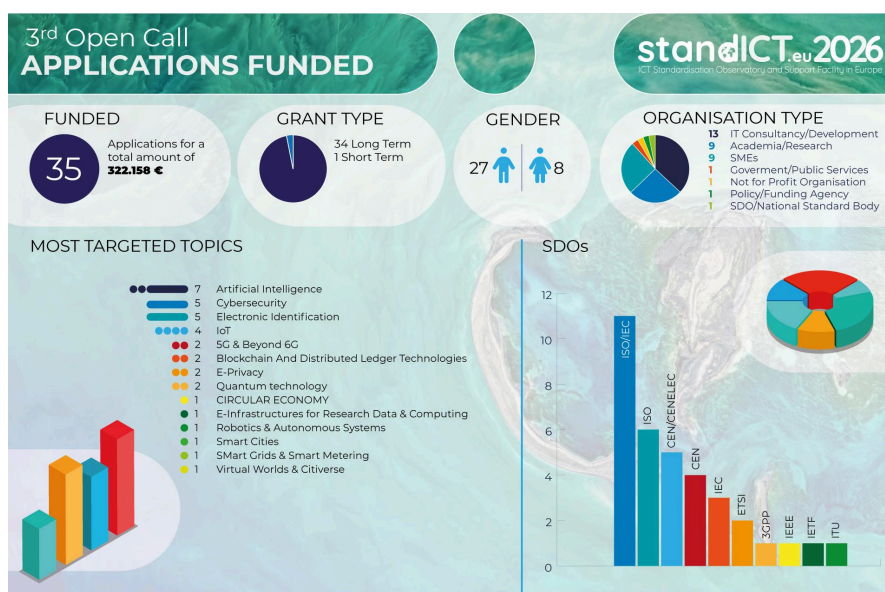 3rd Open Call
APPLICATIONS FUNDED
standICT.eu 2026
ICT Standardisation Observatory and Support Facility in Europe
FUNDED
35
Applications for a
total amount of
322.158 €
GRANT TYPE
34 Long Term
1 Short Term
GENDER
27
8
ORGANISATION TYPE
13 IT Consultancy/Development
9 Academia/Research
9 SMEs
1 Goverment/Public Services
1 Not for Profit Organisation
1 Policy/Funding Agency
1 SDO/National Standard Body
MOST TARGETED TOPICS
7 Artificial Intelligence
5 Cybersecurity
5 Electronic Identification
4 IoT
2 5G & Beyond 6G
2 Blockchain And Distributed Ledger Technologies
2 E-Privacy
2 Quantum technology
1 CIRCULAR ECONOMY
1 E-Infrastructures for Research Data & Computing
1 Robotics & Autonomous Systems
1 Smart Cities
1 SMart Grids & Smart Metering
1 Virtual Worlds & Citiverse
SDOs
12
10
8
6
4
2
0
ISO/IEC
ISO
CEN/CENELEC
CEN
IEC
ETSI
3GPP
IEEE
IETF
ITU